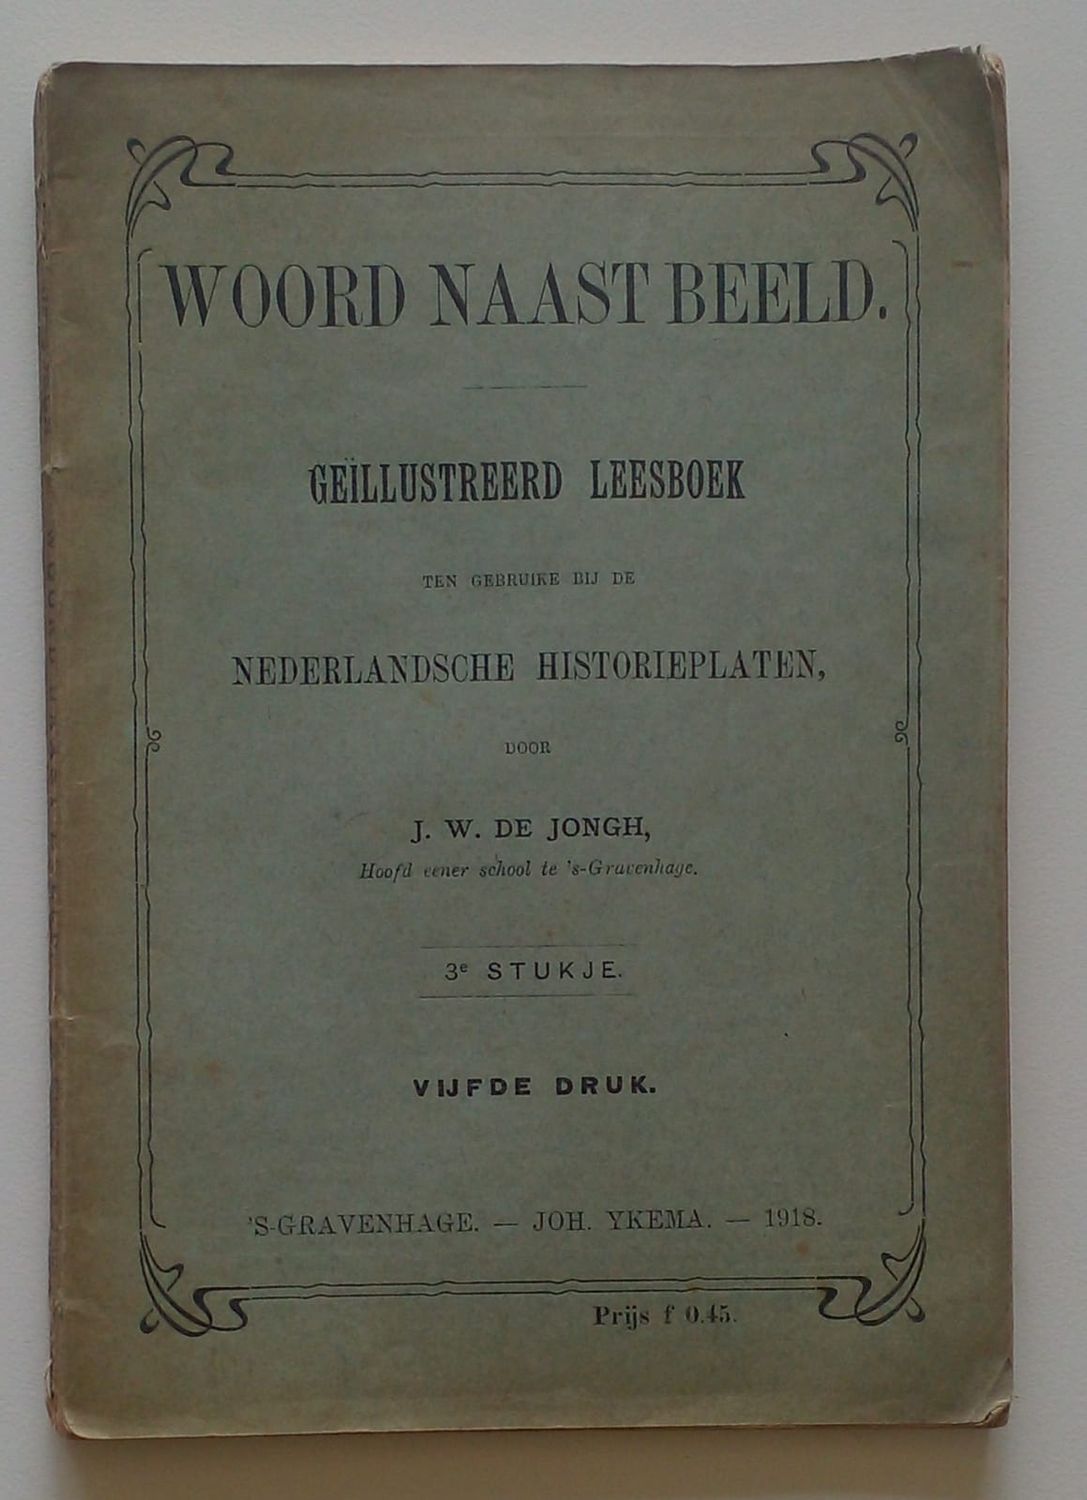 WOORD NAAST BEELD.
GEÏLLUSTREERD LEESBOEK
TEN GEBRUIKE BIJ DE
NEDERLANDSCHE HISTORIEPLATEN,
DOOR
J. W. DE JONGH,
Hoofd eener school te 's-Gravenhage.
3e STUKJE.
VIJFDE DRUK.
'S-GRAVENHAGE. — JOH. YKEMA. — 1918.
Prijs f 0.45.